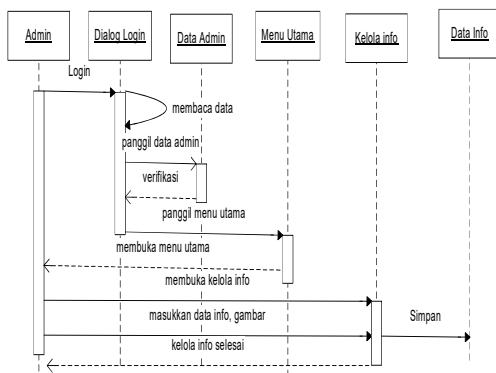 Admin
Dialog Login
Data Admin
Menu Utama
Kelola info
Data Info
Login
membaca data
panggil data admin
verifikasi
panggil menu utama
membuka menu utama
membuka kelola info
masukkan data info, gambar
Simpan
kelola info selesai